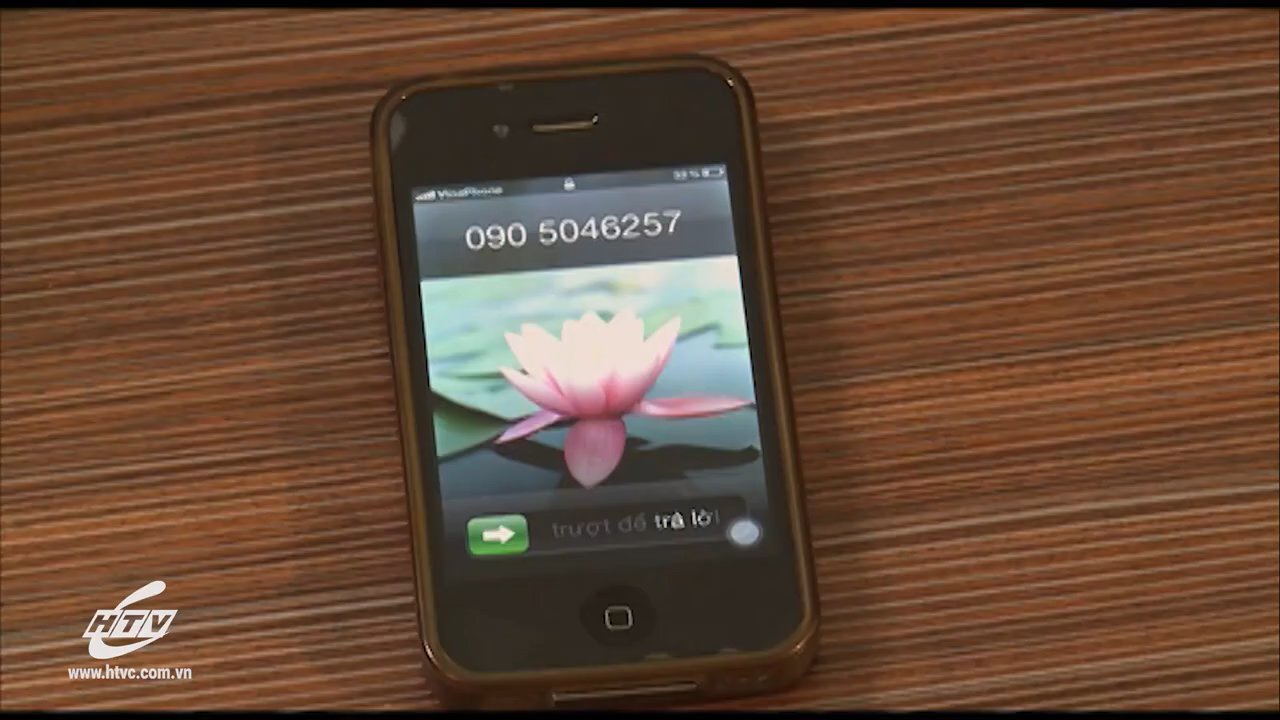 VinaPhone
090 5046257
trượt để trả lời
HTV
www.htvc.com.vn